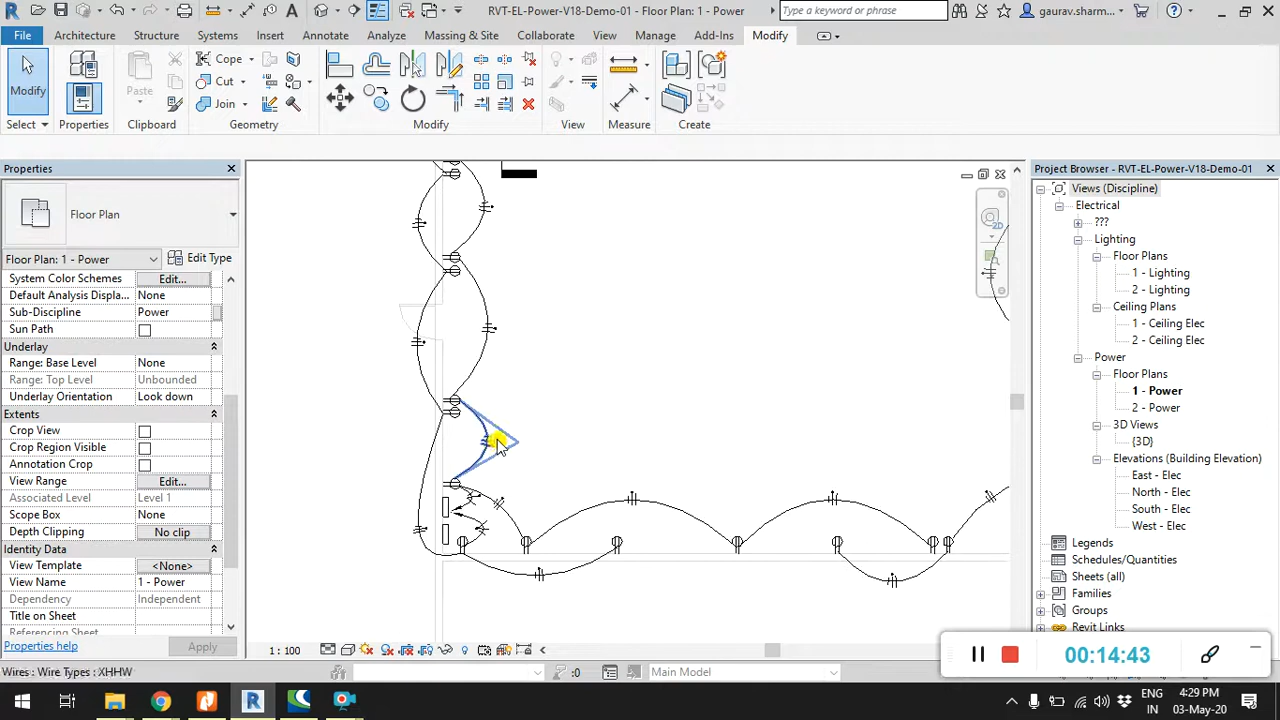 RVT-EL-Power-V18-Demo-01 - Floor Plan: 1 - Power
Type a keyword or phrase
gaurav.sharm...
File Architecture Structure Systems Insert Annotate Analyze Massing & Site Collaborate View Manage Add-Ins Modify
Modify
Paste
Cope
Cut
Join
Select Properties Clipboard Geometry Modify View Measure Create
Properties
Floor Plan
Floor Plan: 1 - Power
Edit Type
System Color Schemes Edit...
Default Analysis Displa... None
Sub-Discipline Power
Sun Path
Underlay
Range: Base Level None
Range: Top Level Unbounded
Underlay Orientation Look down
Extents
Crop View
Crop Region Visible
Annotation Crop
View Range Edit...
Associated Level Level 1
Scope Box None
Depth Clipping No clip
Identity Data
View Template <None>
View Name 1 - Power
Dependency Independent
Title on Sheet
Referencing Sheet
Properties help
Apply
2D
1 : 100
Project Browser - RVT-EL-Power-V18-Demo-01
Views (Discipline)
Electrical
???
Lighting
Floor Plans
1 - Lighting
2 - Lighting
Ceiling Plans
1 - Ceiling Elec
2 - Ceiling Elec
Power
Floor Plans
1 - Power
2 - Power
3D Views
{3D}
Elevations (Building Elevation)
East - Elec
North - Elec
South - Elec
West - Elec
Legends
Schedules/Quantities
Sheets (all)
Families
Groups
Revit Links
00:14:43
Wires : Wire Types : XHHW
:0
Main Model
ENG
IN
4:29 PM
03-May-20